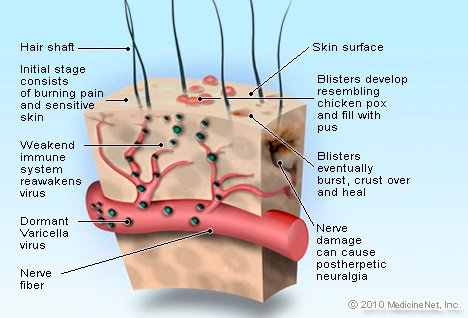 Hair shaft
Initial stage
consists
of burning pain
and sensitive
skin
Weakend
immune
system
reawakens
virus
Dormant
Varicella
virus
Nerve
fiber
Skin surface
Blisters develop
resembling
chicken pox
and fill with
pus
Blisters
eventually
burst, crust over
and heal
Nerve
damage
can cause
postherpetic
neuralgia
© 2010 MedicineNet, Inc.